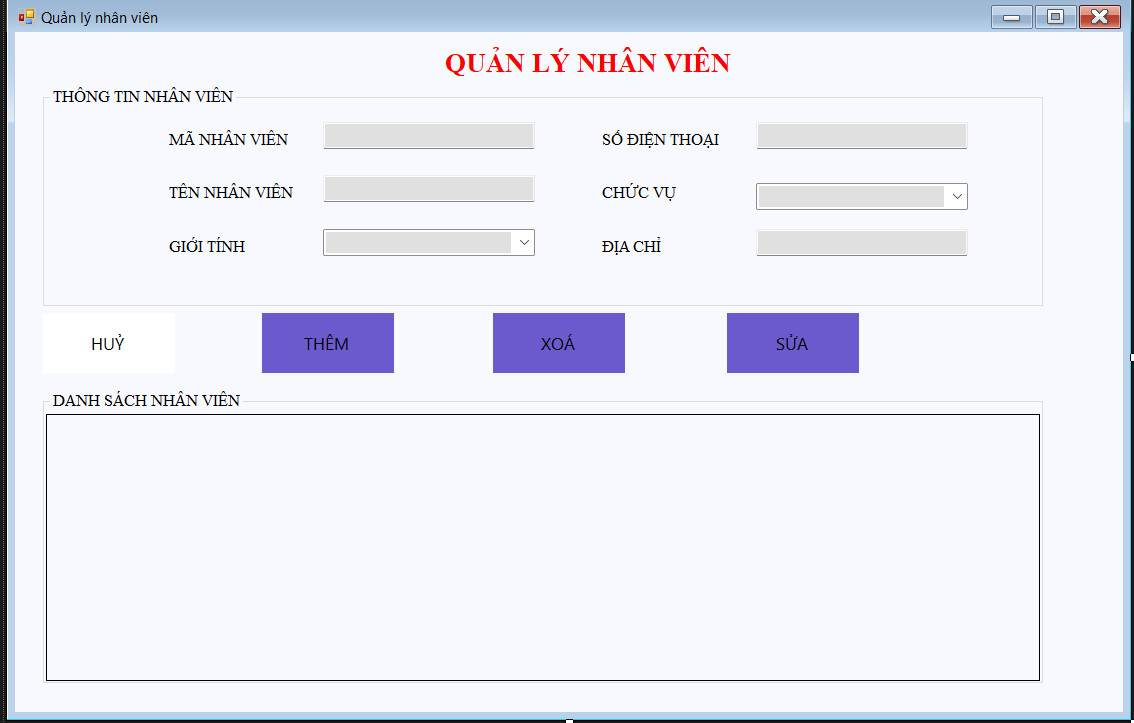 Quản lý nhân viên
QUẢN LÝ NHÂN VIÊN
THÔNG TIN NHÂN VIÊN
MÃ NHÂN VIÊN
SỐ ĐIỆN THOẠI
TÊN NHÂN VIÊN
CHỨC VỤ
GIỚI TÍNH
ĐỊA CHỈ
HUỶ
THÊM
XOÁ
SỬA
DANH SÁCH NHÂN VIÊN